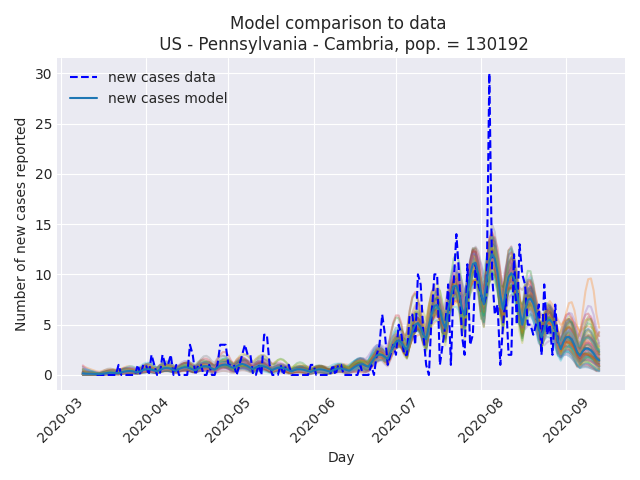 Model comparison to data
US - Pennsylvania - Cambria, pop. = 130192
new cases data
new cases model
Number of new cases reported
30
25
20
15
10
5
0
2020-03
2020-04
2020-05
2020-06
2020-07
2020-08
2020-09
Day